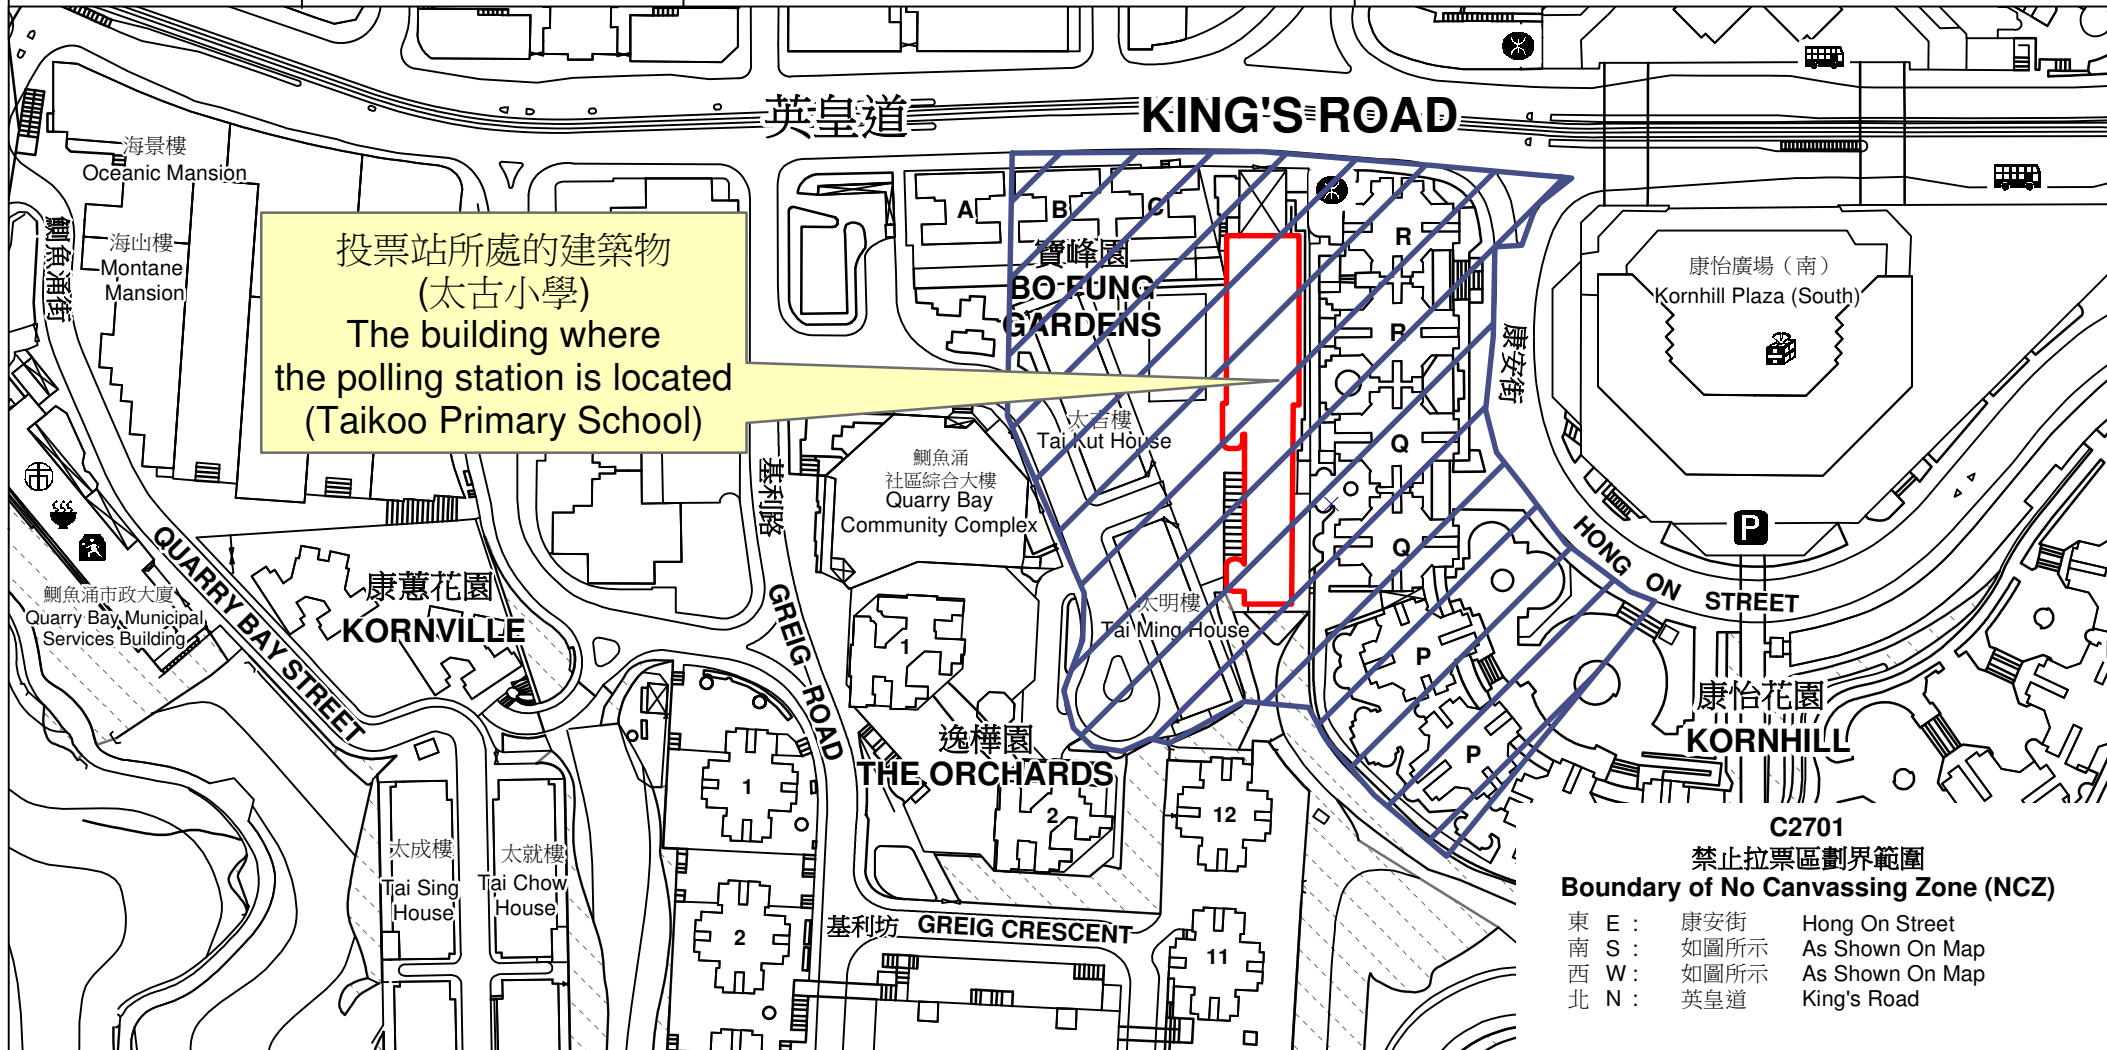 英皇道 KING'S ROAD
海景樓
Oceanic Mansion
鰂魚涌街
海山樓
Montane
Mansion
投票站所處的建築物
(太古小學)
The building where
the polling station is located
(Taikoo Primary School)
A
B
C
寶峰園
BO FUNG
GARDENS
R
R
Q
Q
P
P
康安街
康怡廣場（南）
Kornhill Plaza (South)
太吉樓
Tai Kut House
鰂魚涌
社區綜合大樓
Quarry Bay
Community Complex
基利路
GREIG ROAD
QUARRY BAY STREET
鰂魚涌市政大廈
Quarry Bay Municipal
Services Building
康蕙花園
KORNVILLE
太明樓
Tai Ming House
HONG ON STREET
P
康怡花園
KORNHILL
1
逸樺園
THE ORCHARDS
2
1
2
12
11
太成樓
Tai Sing
House
太就樓
Tai Chow
House
基利坊 GREIG CRESCENT
C2701
禁止拉票區劃界範圍
Boundary of No Canvassing Zone (NCZ)
東 E : 康安街 Hong On Street
南 S : 如圖所示 As Shown On Map
西 W : 如圖所示 As Shown On Map
北 N : 英皇道 King's Road